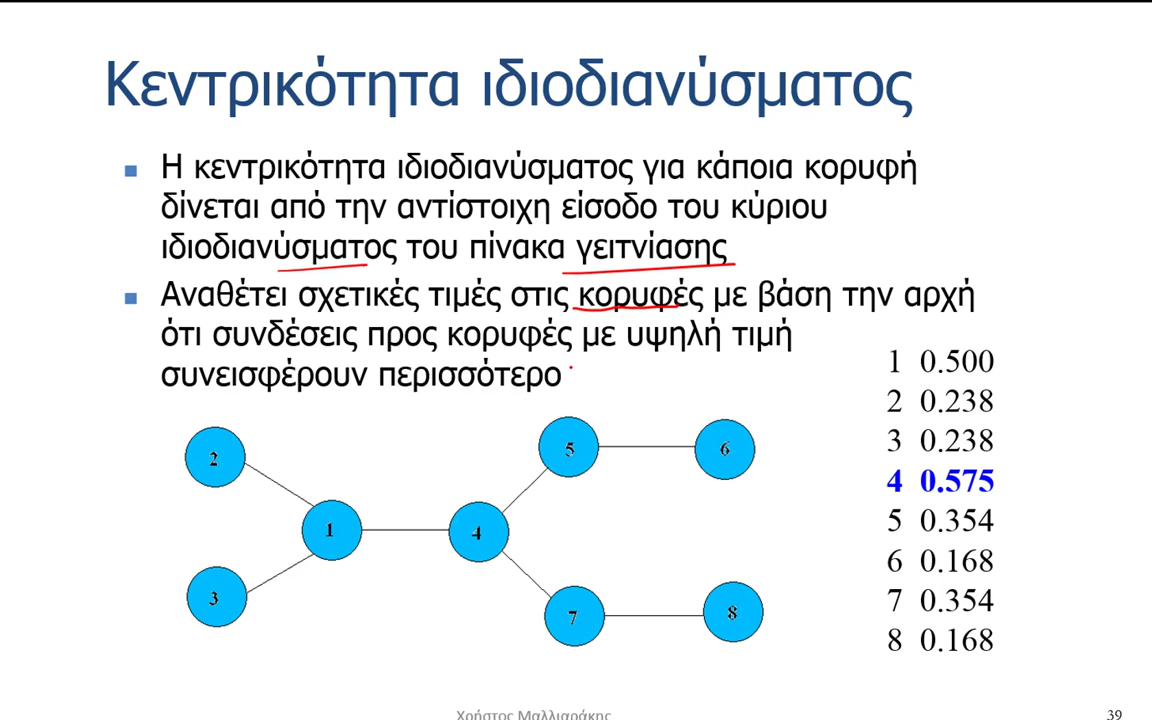 Κεντρικότητα ιδιοδιανύσματος
Η κεντρικότητα ιδιοδιανύσματος για κάποια κορυφή
δίνεται από την αντίστοιχη είσοδο του κύριου
ιδιοδιανύσματος του πίνακα γειτνίασης
Αναθέτει σχετικές τιμές στις κορυφές με βάση την αρχή
ότι συνδέσεις προς κορυφές με υψηλή τιμή
συνεισφέρουν περισσότερο
1 0.500
2 0.238
3 0.238
4 0.575
5 0.354
6 0.168
7 0.354
8 0.168
2
5
6
1
4
3
7
8
Χρήστος Μαλλιαράκης
39